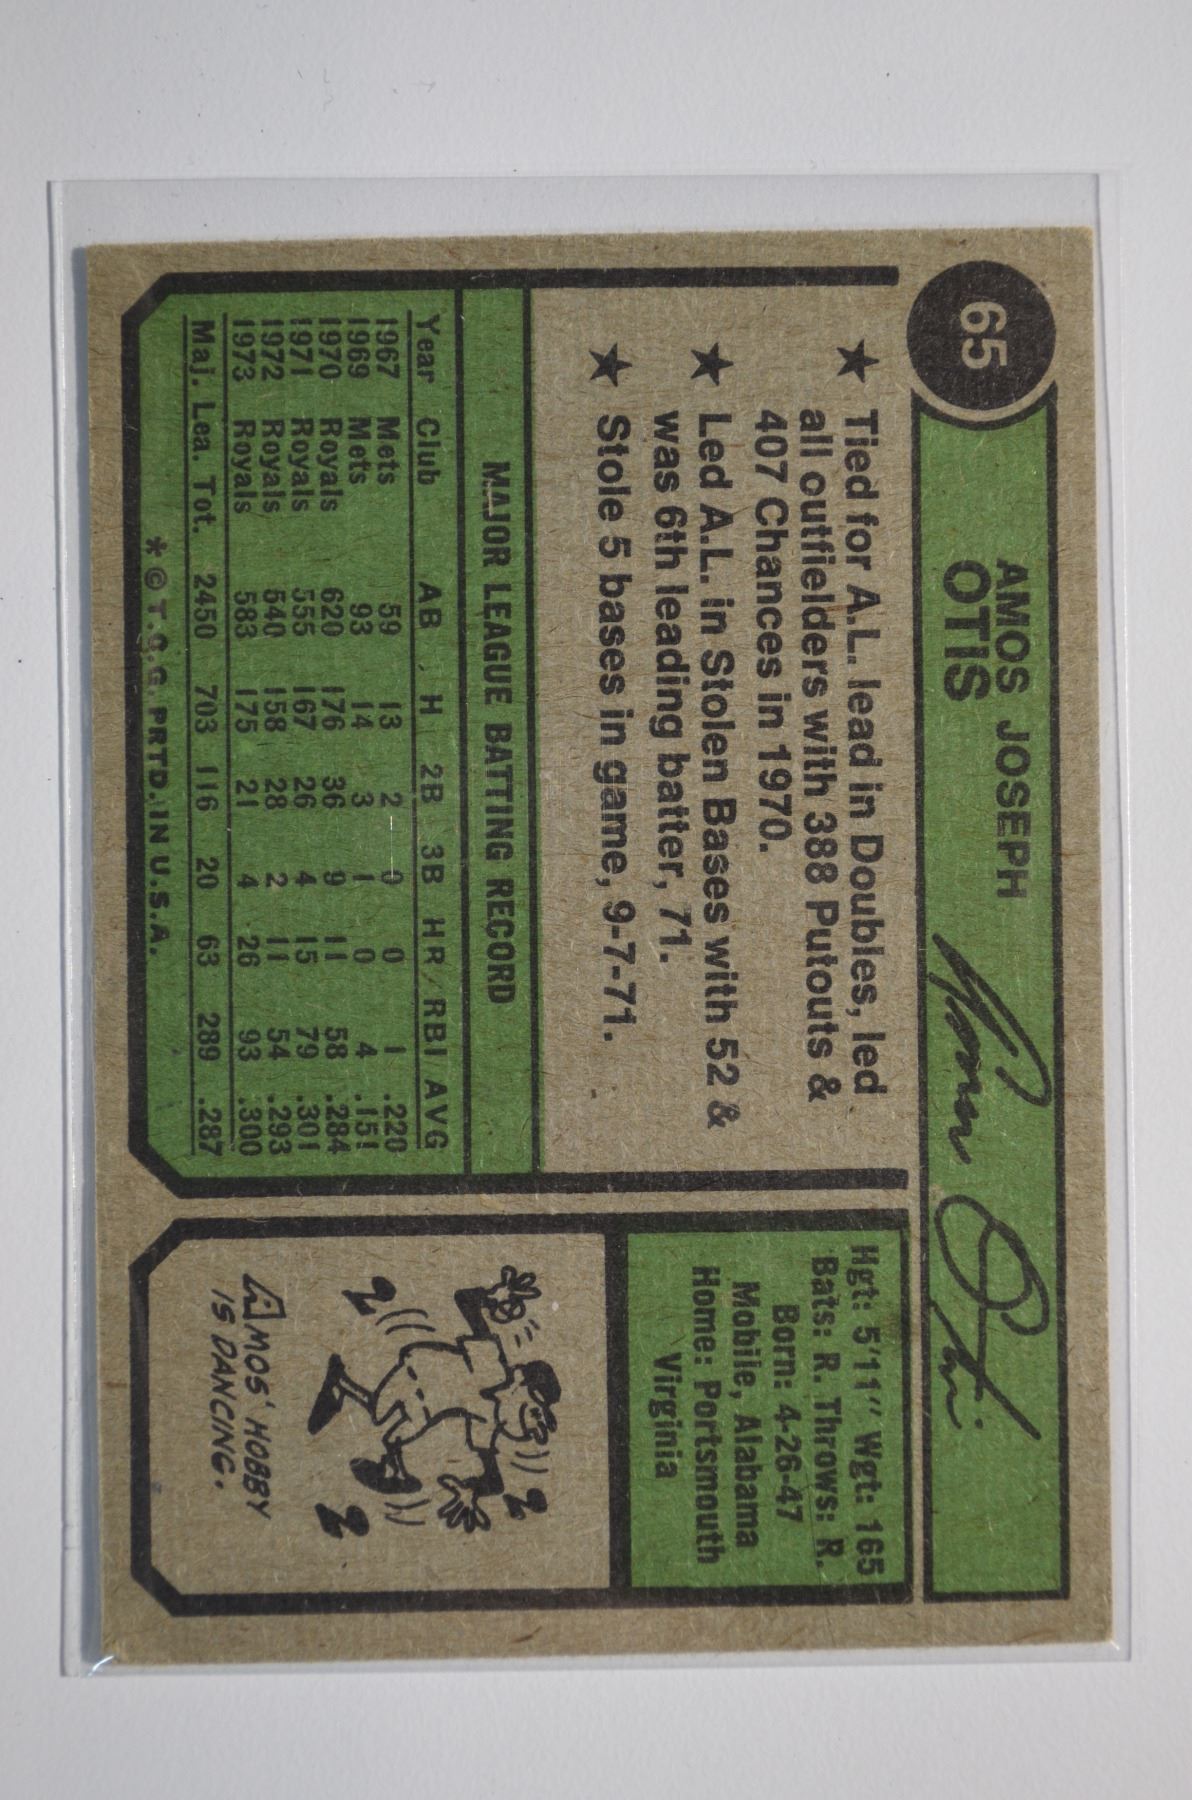 65
AMOS JOSEPH
OTIS
Amos Otis
★ Tied for A.L. lead in Doubles, led
all outfielders with 388 Putouts &
407 Chances in 1970.
★ Led A.L. in Stolen Bases with 52 &
was 6th leading batter, 71.
★ Stole 5 bases in game, 9-7-71.
MAJOR LEAGUE BATTING RECORD
Year Club AB H 2B 3B HR RBI AVG
1967 Mets 59 13 2 0 0 1 .220
1969 Mets 93 14 3 1 0 4 .151
1970 Royals 620 176 36 9 11 58 .284
1971 Royals 555 167 26 4 15 79 .301
1972 Royals 540 158 28 2 11 54 .293
1973 Royals 583 175 21 4 26 93 .300
Maj. Lea. Tot. 2450 703 116 20 63 289 .287
* © T.C.G. PRTD. IN U.S.A.
Hgt: 5'11" Wgt: 165
Bats: R. Throws: R.
Born: 4-26-47
Mobile, Alabama
Home: Portsmouth
Virginia
AMOS' HOBBY
IS DANCING.